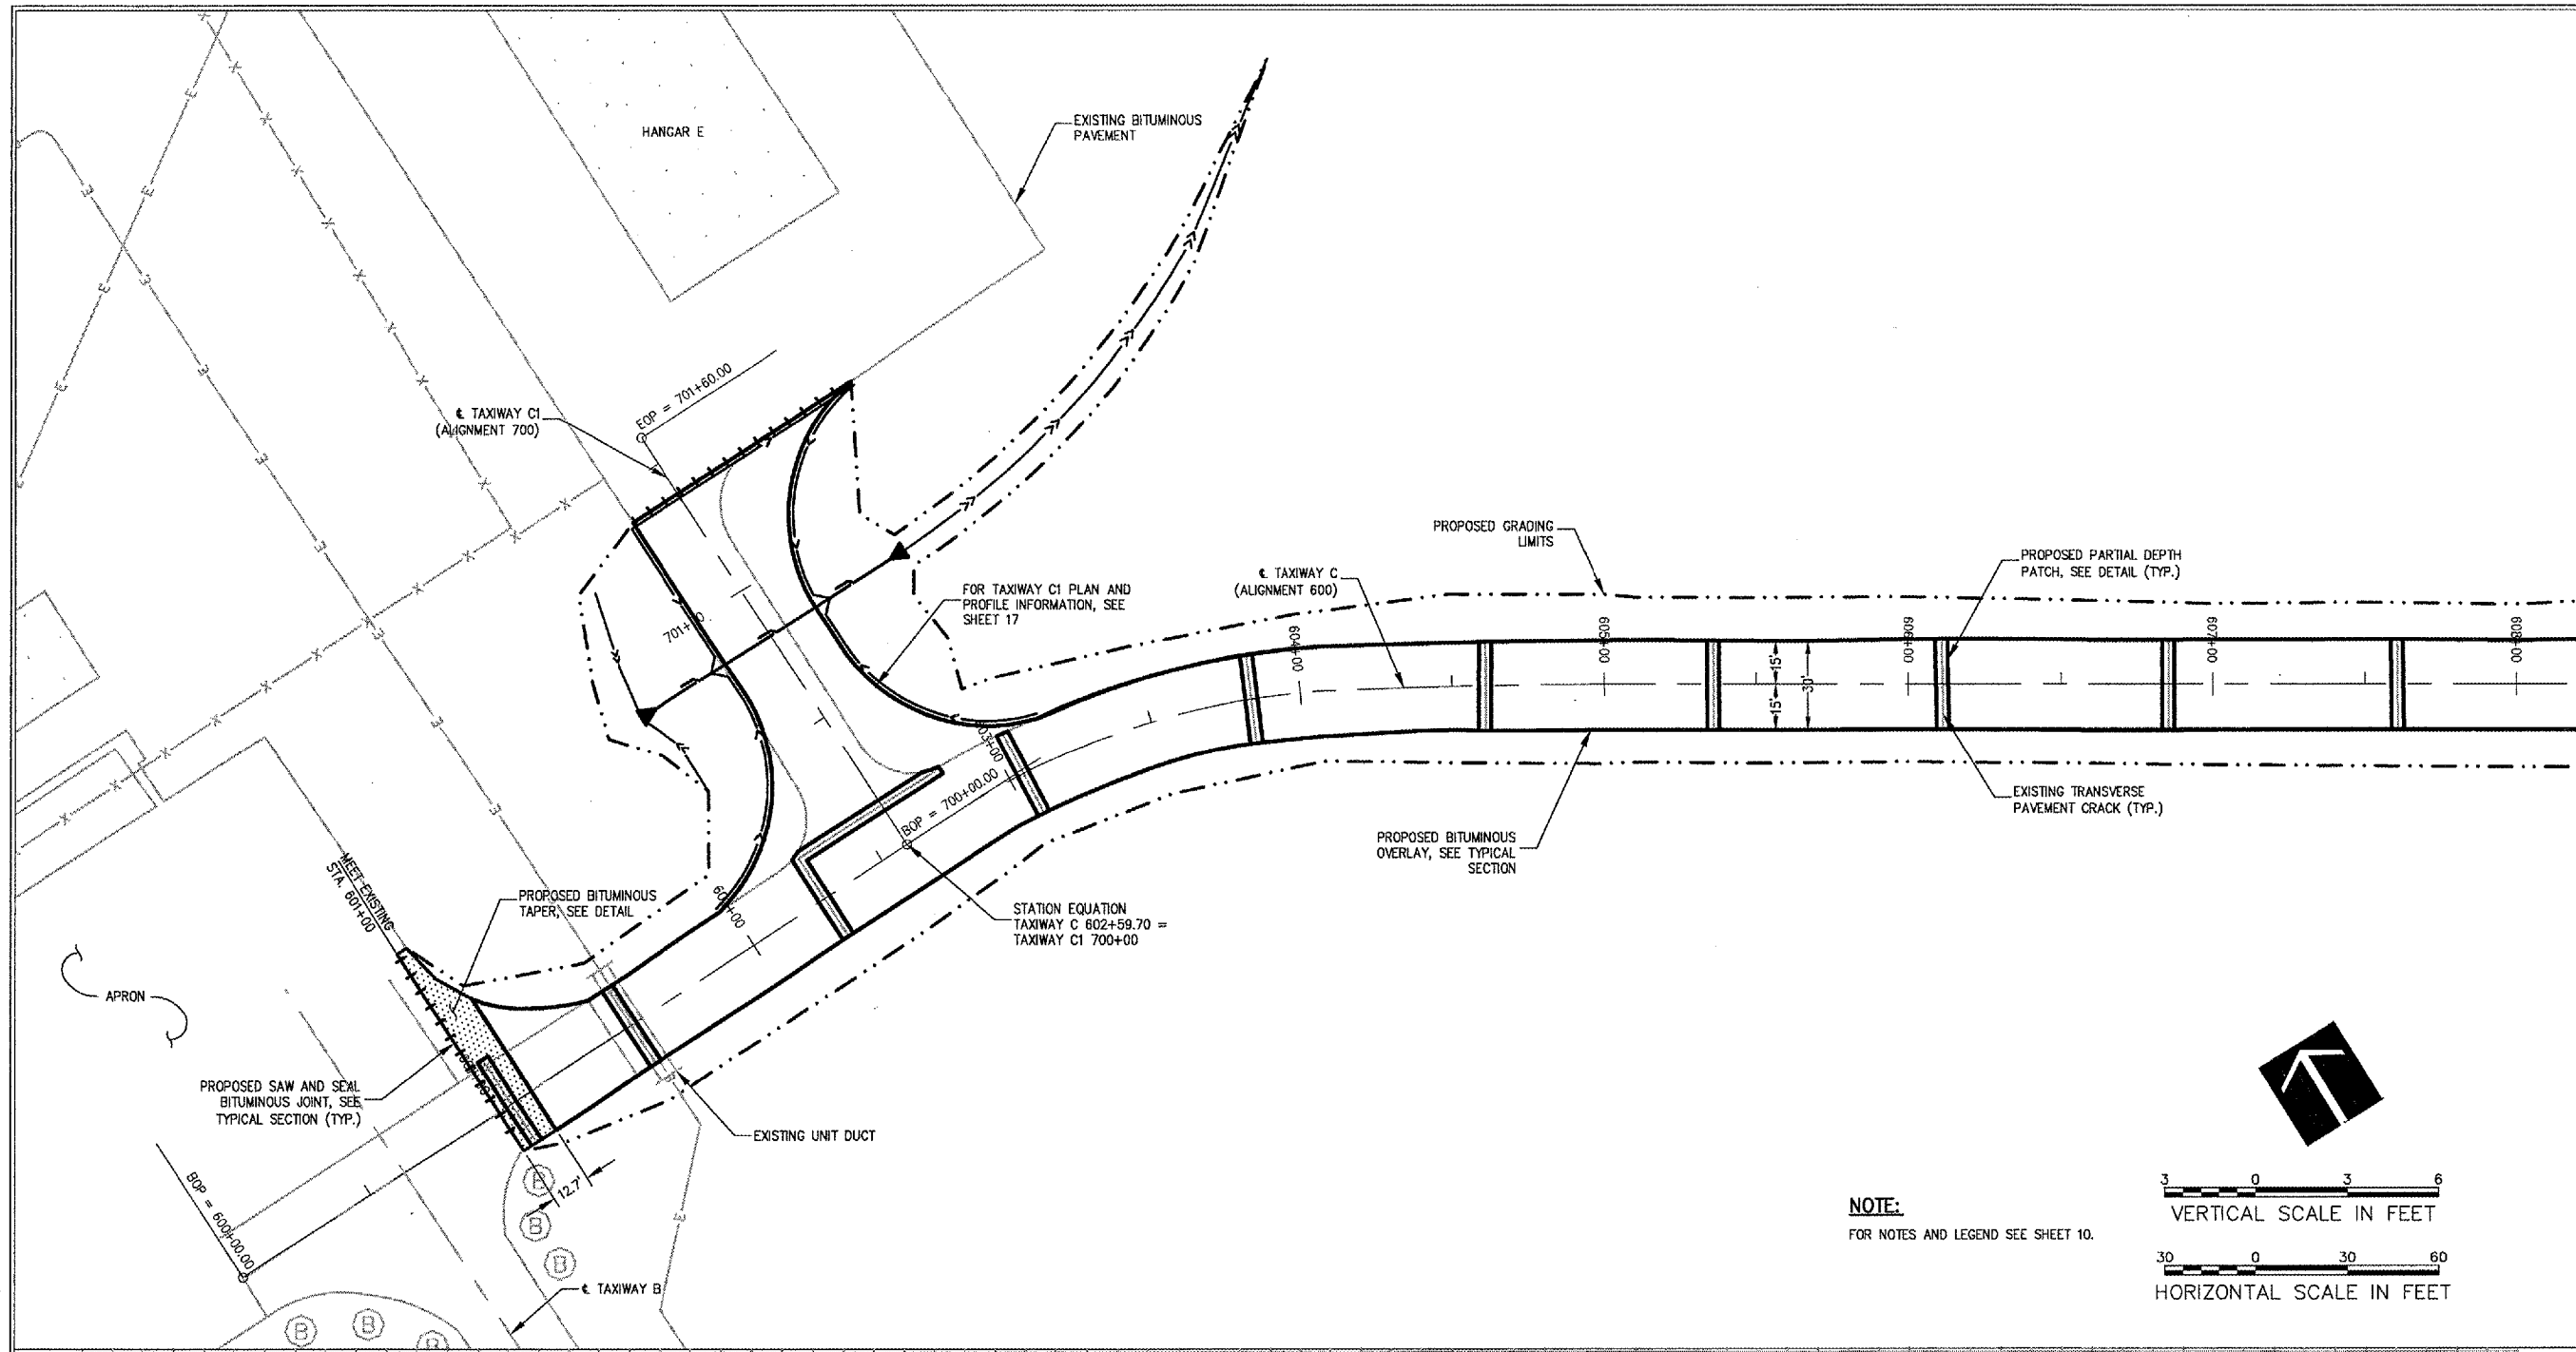 HANGAR E
EXISTING BITUMINOUS
PAVEMENT
EOP = 701+60.00
℄ TAXIWAY C1
(ALIGNMENT 700)
FOR TAXIWAY C1 PLAN AND
PROFILE INFORMATION, SEE
SHEET 17
℄ TAXIWAY C
(ALIGNMENT 600)
PROPOSED GRADING
LIMITS
PROPOSED PARTIAL DEPTH
PATCH, SEE DETAIL (TYP.)
604+00
605+00
606+00
607+00
608+00
15'
15'
30'
BOP = 700+00.00
EXISTING TRANSVERSE
PAVEMENT CRACK (TYP.)
PROPOSED BITUMINOUS
OVERLAY, SEE TYPICAL
SECTION
MEET EXISTING
STA. 601+00
PROPOSED BITUMINOUS
TAPER, SEE DETAIL
STATION EQUATION
TAXIWAY C 602+59.70 =
TAXIWAY C1 700+00
APRON
PROPOSED SAW AND SEAL
BITUMINOUS JOINT, SEE
TYPICAL SECTION (TYP.)
EXISTING UNIT DUCT
12.7'
BOP = 600+00.00
℄ TAXIWAY B
B
B
B
B
B
B
NOTE:
FOR NOTES AND LEGEND SEE SHEET 10.
3 0 3 6
VERTICAL SCALE IN FEET
30 0 30 60
HORIZONTAL SCALE IN FEET